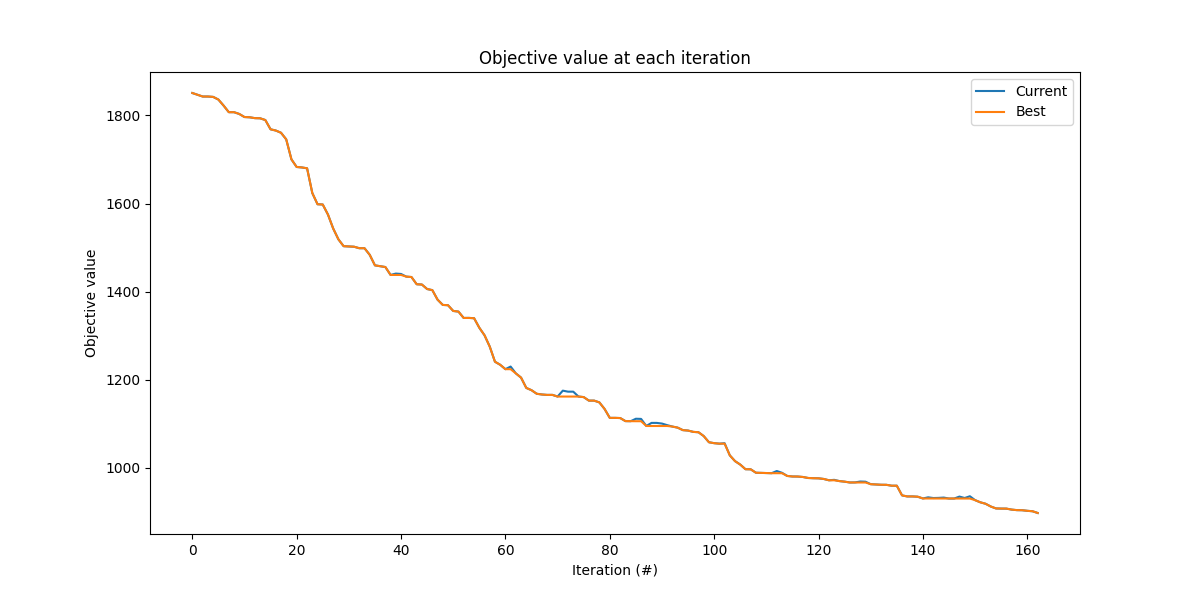 Objective value at each iteration
Current
Best
1800
1600
1400
1200
1000
Objective value
0 20 40 60 80 100 120 140 160
Iteration (#)